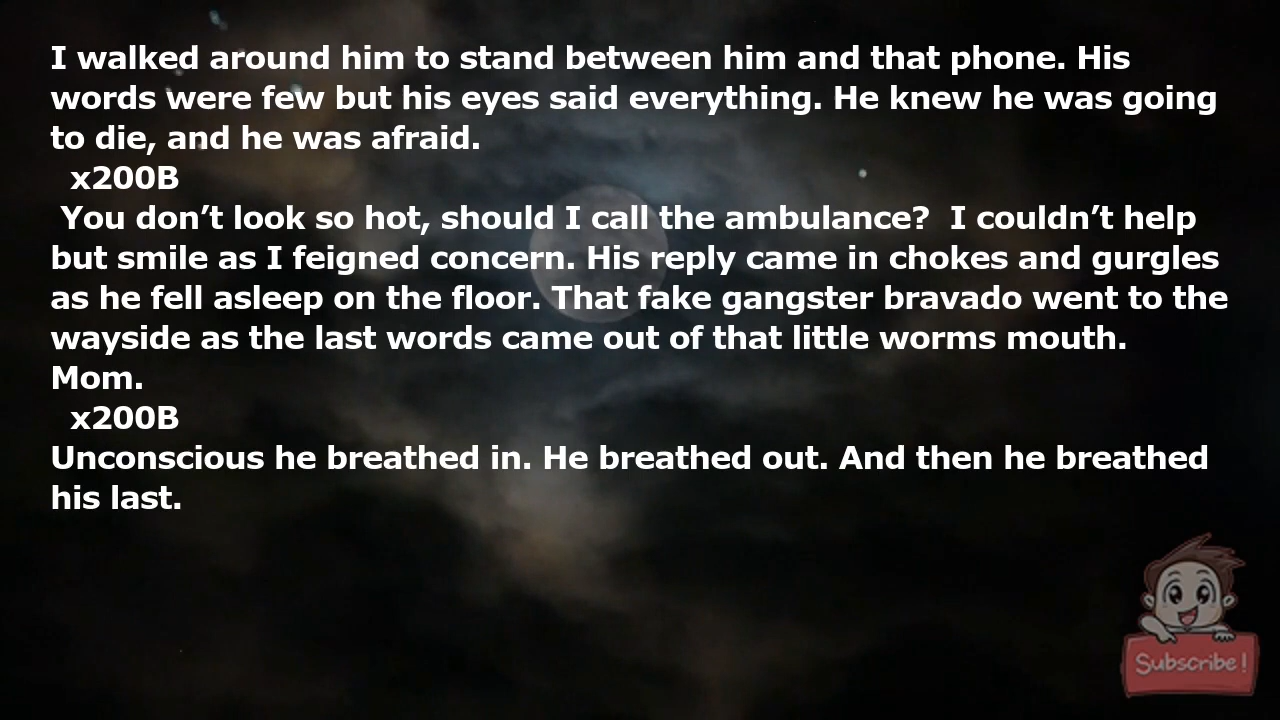 I walked around him to stand between him and that phone. His
words were few but his eyes said everything. He knew he was going
to die, and he was afraid.
x200B
You don’t look so hot, should I call the ambulance?  I couldn’t help
but smile as I feigned concern. His reply came in chokes and gurgles
as he fell asleep on the floor. That fake gangster bravado went to the
wayside as the last words came out of that little worms mouth.
Mom.
x200B
Unconscious he breathed in. He breathed out. And then he breathed
his last.
Subscribe!